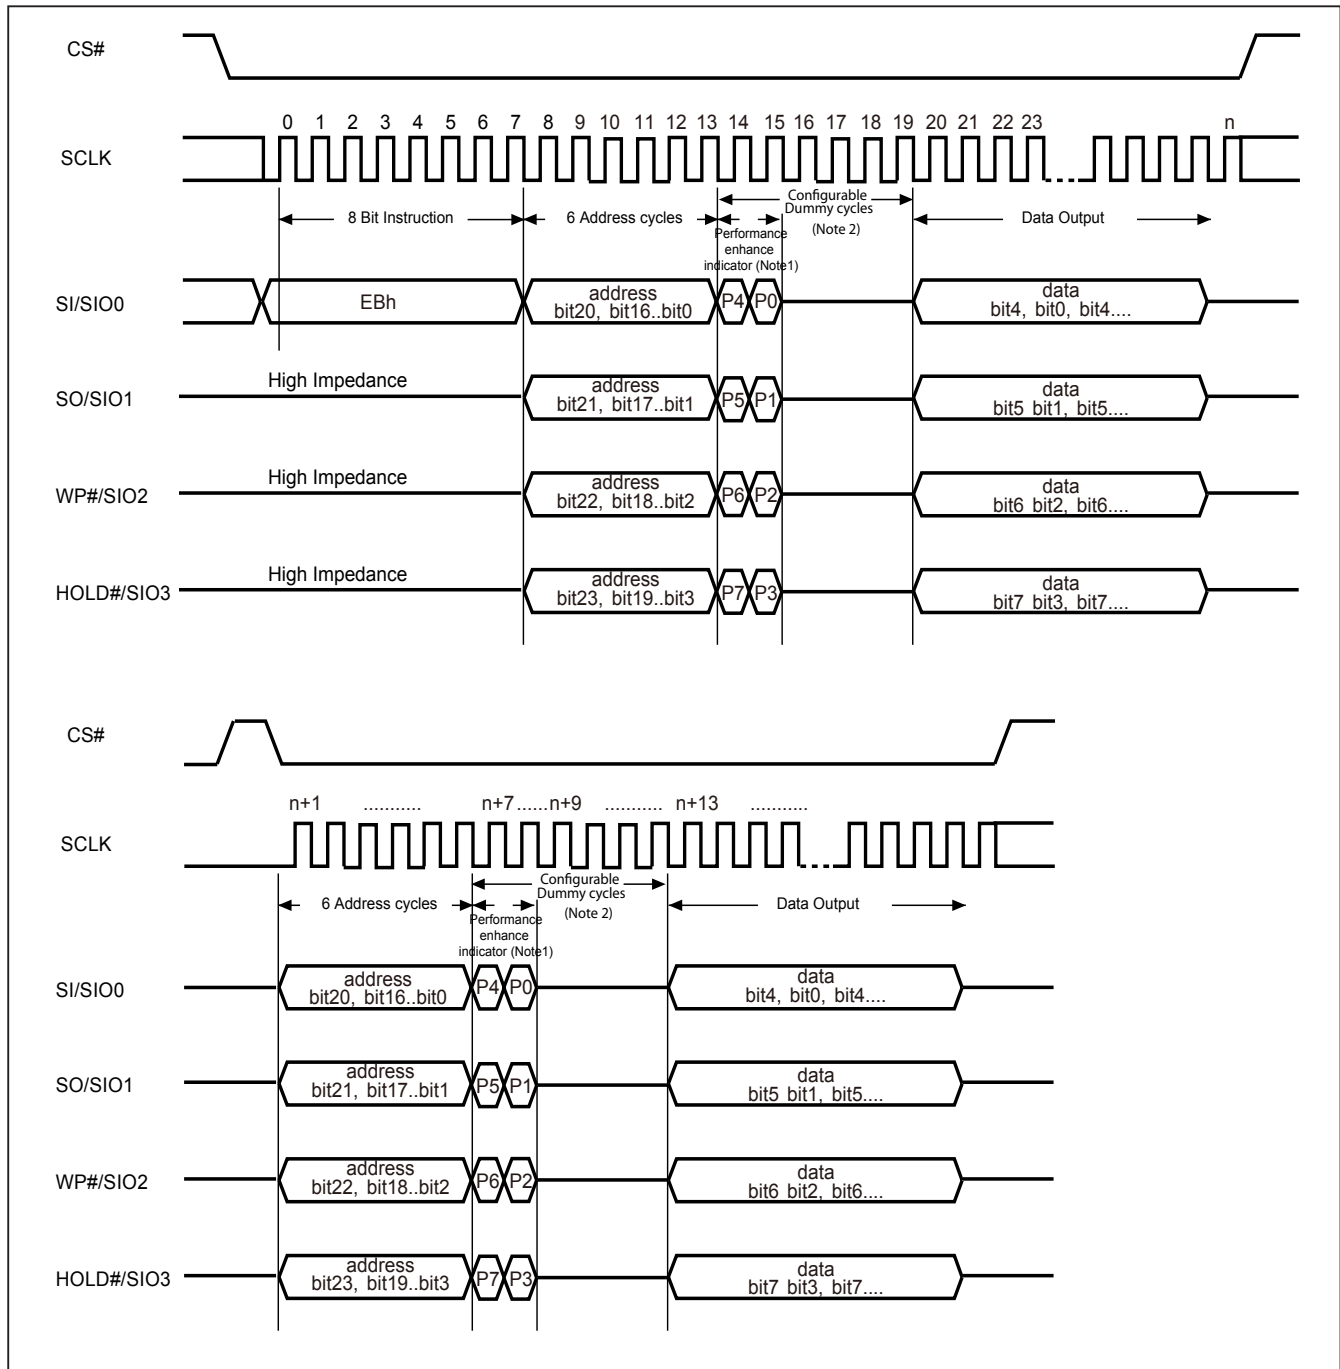 CS#
0 1 2 3 4 5 6 7 8 9 10 11 12 13 14 15 16 17 18 19 20 21 22 23 n
SCLK
8 Bit Instruction
6 Address cycles
Configurable
Dummy cycles
(Note 2)
Data Output
Performance
enhance
indicator (Note1)
SI/SIO0
EBh
address
bit20, bit16..bit0
P4 P0
data
bit4, bit0, bit4....
High Impedance
SO/SIO1
address
bit21, bit17..bit1
P5 P1
data
bit5 bit1, bit5....
High Impedance
WP#/SIO2
address
bit22, bit18..bit2
P6 P2
data
bit6 bit2, bit6....
High Impedance
HOLD#/SIO3
address
bit23, bit19..bit3
P7 P3
data
bit7 bit3, bit7....
CS#
n+1 ........... n+7 ......n+9 ........... n+13 ...........
SCLK
6 Address cycles
Configurable
Dummy cycles
(Note 2)
Data Output
Performance
enhance
indicator (Note1)
SI/SIO0
address
bit20, bit16..bit0
P4 P0
data
bit4, bit0, bit4....
SO/SIO1
address
bit21, bit17..bit1
P5 P1
data
bit5 bit1, bit5....
WP#/SIO2
address
bit22, bit18..bit2
P6 P2
data
bit6 bit2, bit6....
HOLD#/SIO3
address
bit23, bit19..bit3
P7 P3
data
bit7 bit3, bit7....